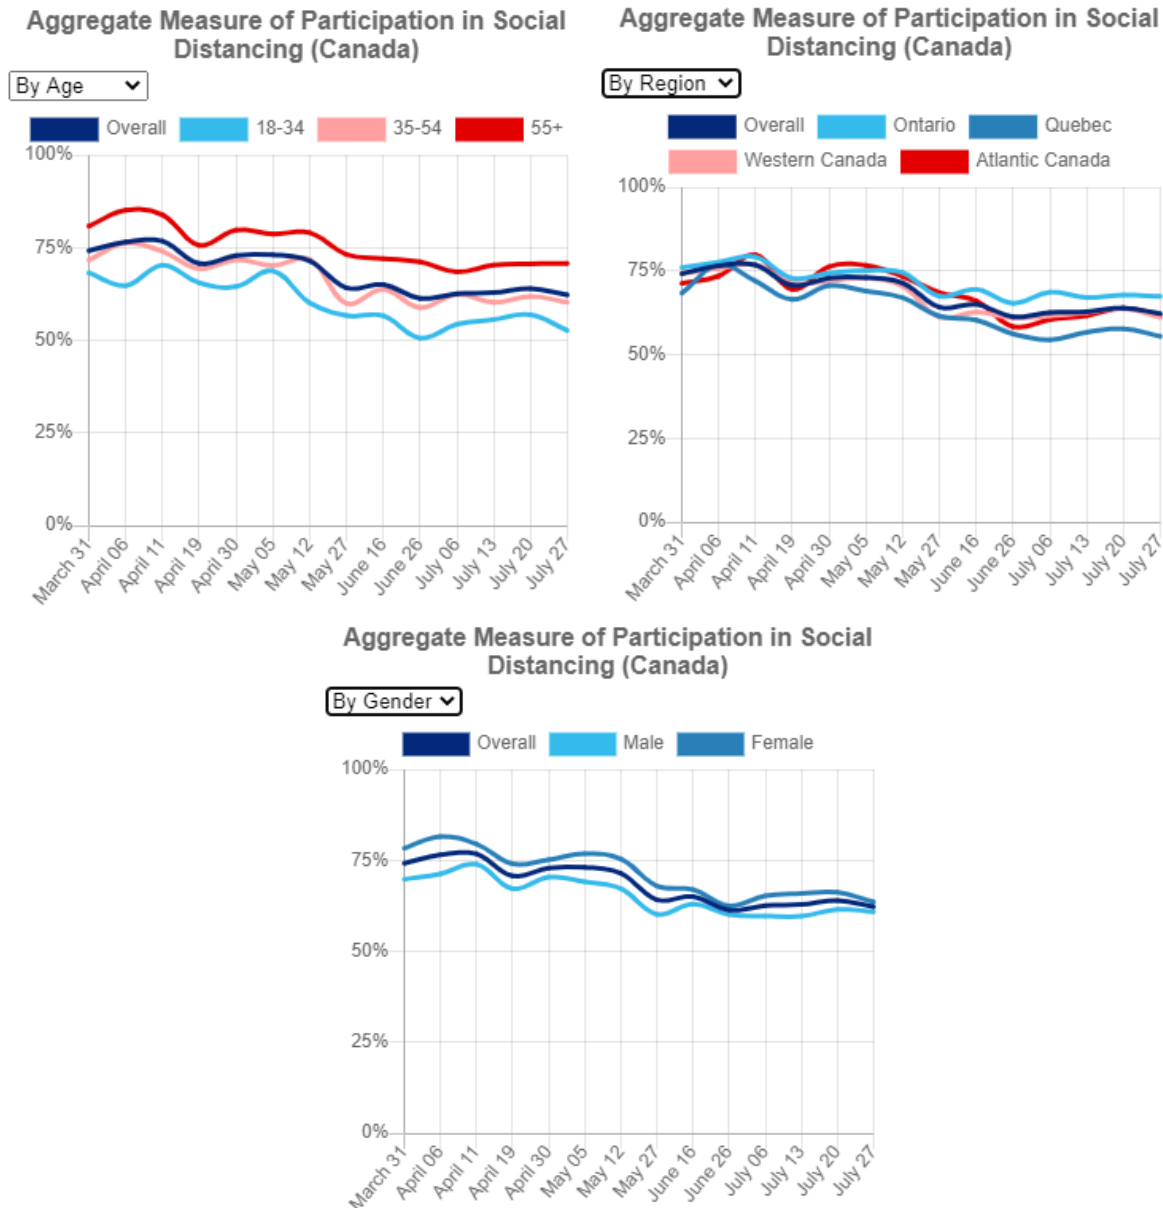 Aggregate Measure of Participation in Social
Distancing (Canada)
By Age
Overall 18-34 35-54 55+
100%
75%
50%
25%
0%
March 31
April 06
April 11
April 19
April 30
May 05
May 12
May 27
June 16
June 26
July 06
July 13
July 20
July 27
Aggregate Measure of Participation in Social
Distancing (Canada)
By Region
Overall Ontario Quebec
Western Canada Atlantic Canada
100%
75%
50%
25%
0%
March 31
April 06
April 11
April 19
April 30
May 05
May 12
May 27
June 16
June 26
July 06
July 13
July 20
July 27
Aggregate Measure of Participation in Social
Distancing (Canada)
By Gender
Overall Male Female
100%
75%
50%
25%
0%
March 31
April 06
April 11
April 19
April 30
May 05
May 12
May 27
June 16
June 26
July 06
July 13
July 20
July 27